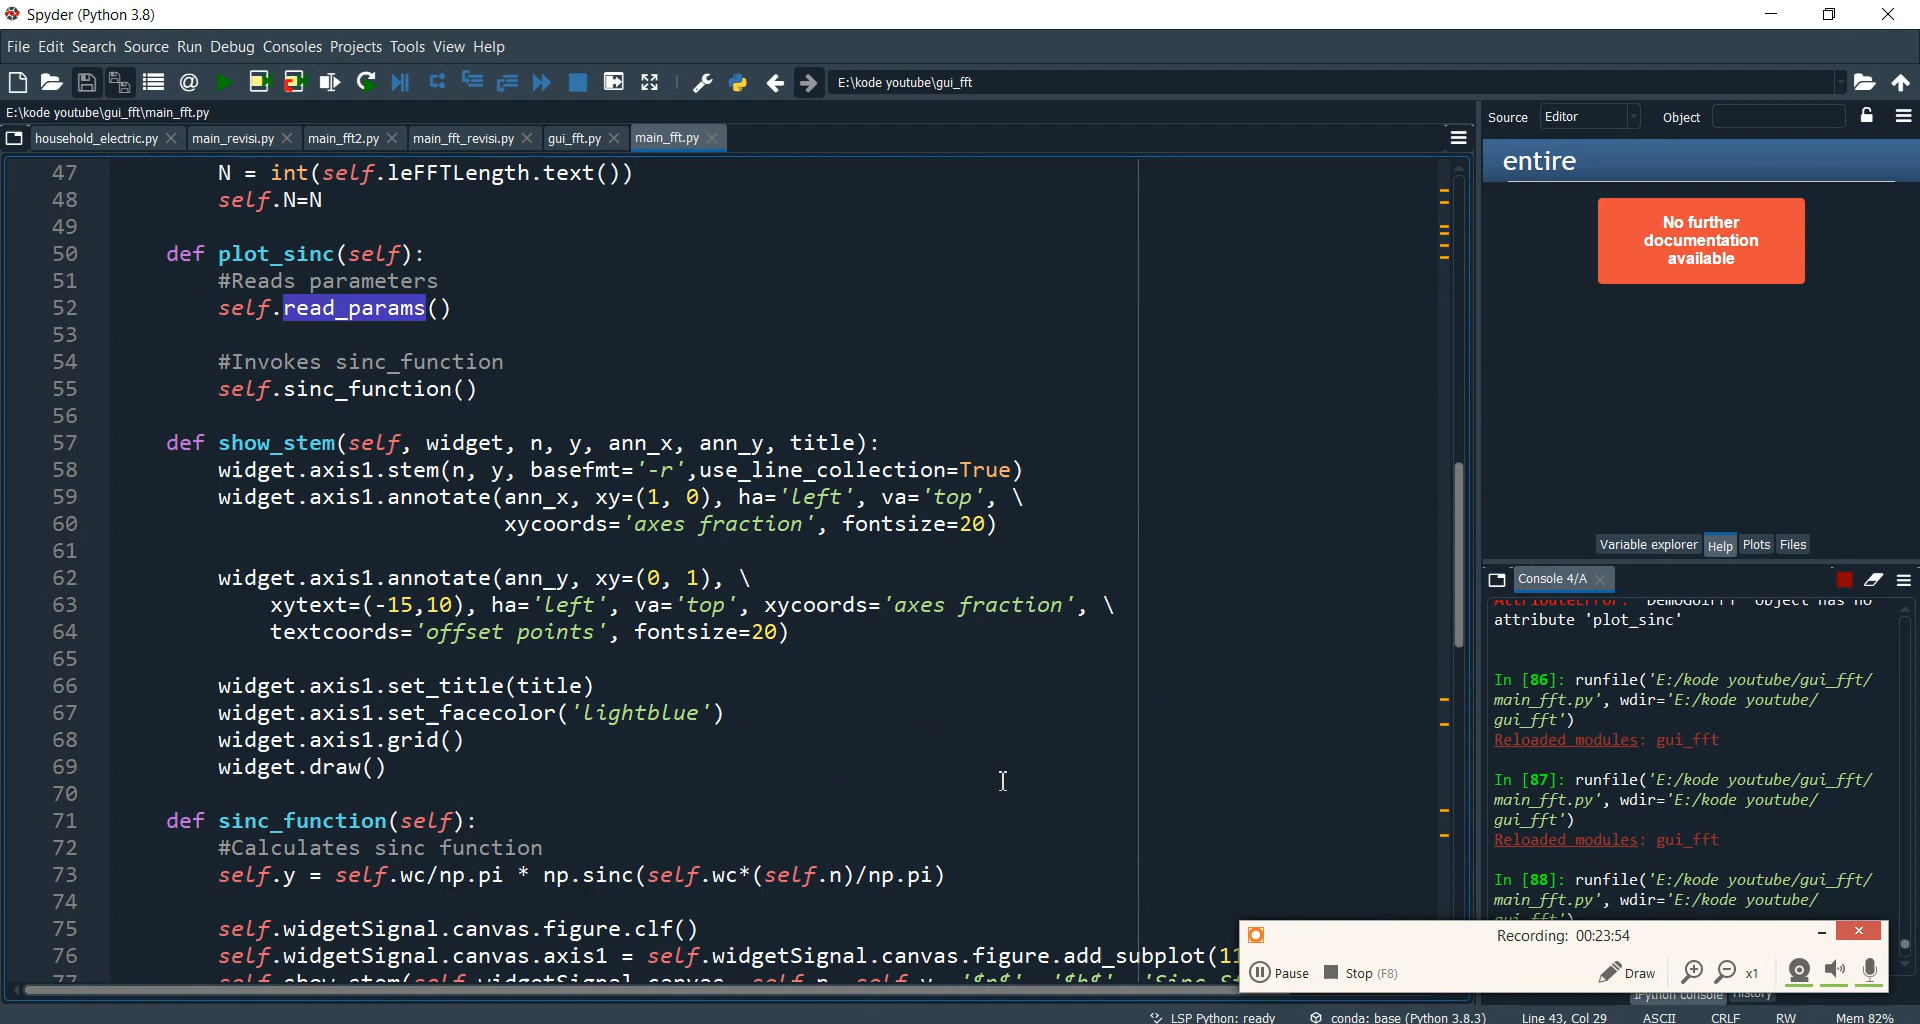 Spyder (Python 3.8)
File Edit Search Source Run Debug Consoles Projects Tools View Help
E:\kode youtube\gui_fft
E:\kode youtube\gui_fft\main_fft.py
household_electric.py main_revisi.py main_fft2.py main_fft_revisi.py gui_fft.py main_fft.py
47 N = int(self.leFFTLength.text())
48 self.N=N
49
50 def plot_sinc(self):
51 #Reads parameters
52 self.read_params()
53
54 #Invokes sinc_function
55 self.sinc_function()
56
57 def show_stem(self, widget, n, y, ann_x, ann_y, title):
58 widget.axis1.stem(n, y, basefmt='-r',use_line_collection=True)
59 widget.axis1.annotate(ann_x, xy=(1, 0), ha='left', va='top', \
60 xycoords='axes fraction', fontsize=20)
61
62 widget.axis1.annotate(ann_y, xy=(0, 1), \
63 xytext=(-15,10), ha='left', va='top', xycoords='axes fraction', \
64 textcoords='offset points', fontsize=20)
65
66 widget.axis1.set_title(title)
67 widget.axis1.set_facecolor('lightblue')
68 widget.axis1.grid()
69 widget.draw()
70
71 def sinc_function(self):
72 #Calculates sinc function
73 self.y = self.wc/np.pi * np.sinc(self.wc*(self.n)/np.pi)
74
75 self.widgetSignal.canvas.figure.clf()
76 self.widgetSignal.canvas.axis1 = self.widgetSignal.canvas.figure.add_subplot(11
Source Editor Object
entire
No further
documentation
available
Variable explorer Help Plots Files
Console 4/A
attribute 'plot_sinc'
In [86]: runfile('E:/kode youtube/gui_fft/
main_fft.py', wdir='E:/kode youtube/
gui_fft')
Reloaded modules: gui_fft
In [87]: runfile('E:/kode youtube/gui_fft/
main_fft.py', wdir='E:/kode youtube/
gui_fft')
Reloaded modules: gui_fft
In [88]: runfile('E:/kode youtube/gui_fft/
main_fft.py', wdir='E:/kode youtube/
Recording: 00:23:54
Pause Stop (F8) Draw x1
IPython console History
LSP Python: ready conda: base (Python 3.8.3) Line 43, Col 29 ASCII CRLF RW Mem 82%